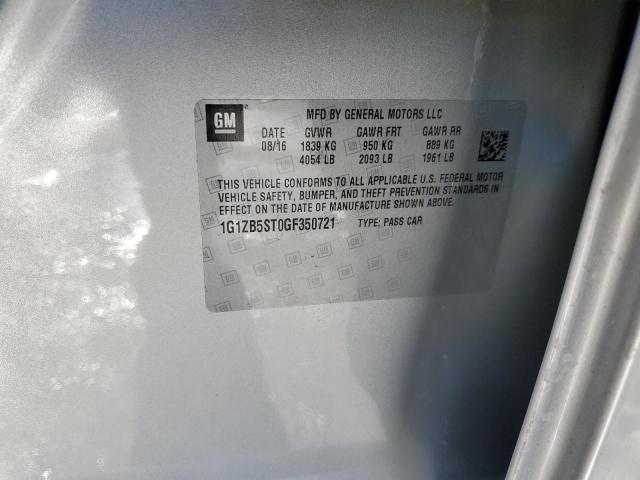 GM
MFD BY GENERAL MOTORS LLC
DATE GVWR GAWR FRT GAWR RR
08/16 1839 KG 950 KG 889 KG
4054 LB 2093 LB 1961 LB
THIS VEHICLE CONFORMS TO ALL APPLICABLE U.S. FEDERAL MOTOR
VEHICLE SAFETY, BUMPER, AND THEFT PREVENTION STANDARDS IN
EFFECT ON THE DATE OF MANUFACTURE SHOWN ABOVE.
1G1ZB5ST0GF350721 TYPE: PASS CAR